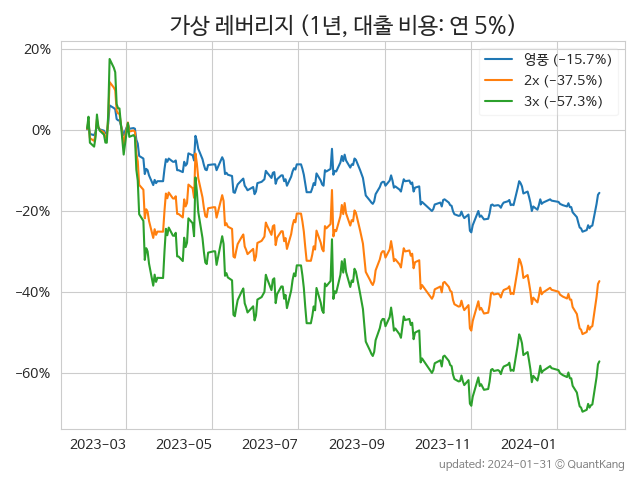 가상 레버리지 (1년, 대출 비용: 연 5%)
영풍 (−15.7%)
2x (−37.5%)
3x (−57.3%)
20%
0%
−20%
−40%
−60%
2023−03 2023−05 2023−07 2023−09 2023−11 2024−01
updated: 2024−01−31 © QuantKang